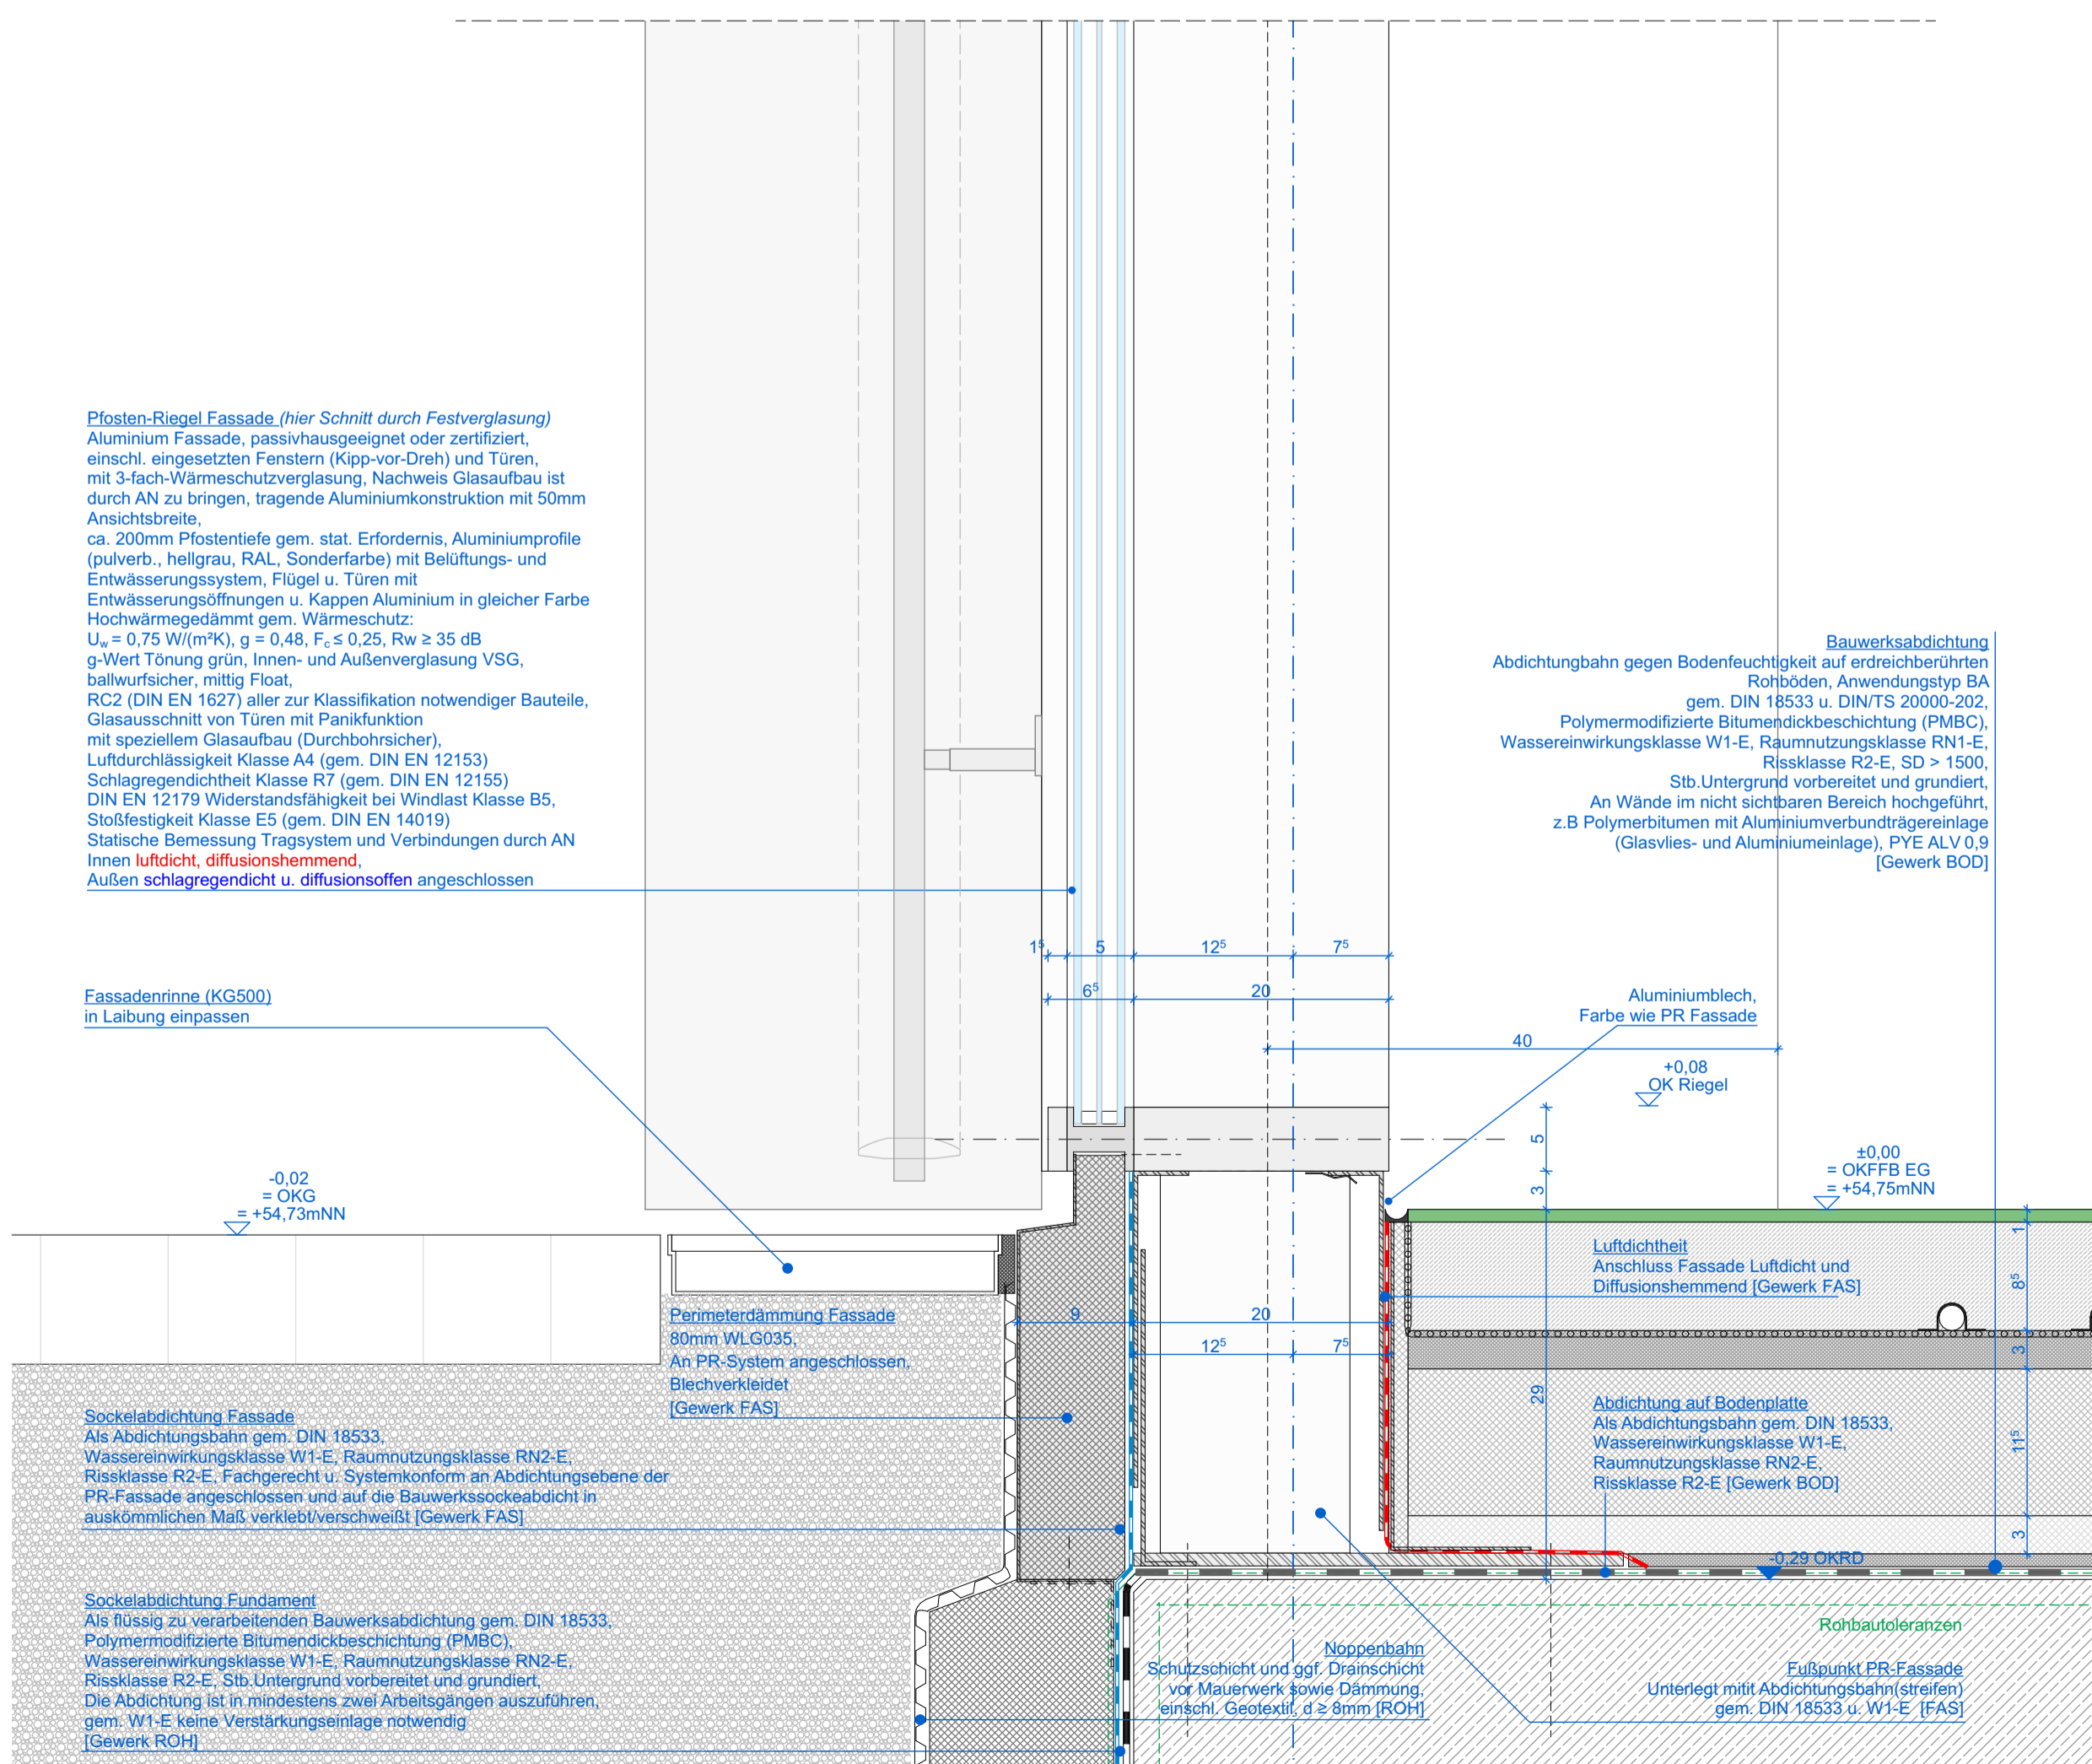 Pfosten-Riegel Fassade (hier Schnitt durch Festverglasung)
Aluminium Fassade, passivhausgeeignet oder zertifiziert,
einschl. eingesetzten Fenstern (Kipp-vor-Dreh) und Türen,
mit 3-fach-Wärmeschutzverglasung, Nachweis Glasaufbau ist
durch AN zu bringen, tragende Aluminiumkonstruktion mit 50mm
Ansichtsbreite,
ca. 200mm Pfostentiefe gem. stat. Erfordernis, Aluminiumprofile
(pulverb., hellgrau, RAL, Sonderfarbe) mit Belüftungs- und
Entwässerungssystem, Flügel u. Türen mit
Entwässerungsöffnungen u. Kappen Aluminium in gleicher Farbe
Hochwärmegedämmt gem. Wärmeschutz:
Uw = 0,75 W/(m²K), g = 0,48, Fc ≤ 0,25, Rw ≥ 35 dB
g-Wert Tönung grün, Innen- und Außenverglasung VSG,
ballwurfsicher, mittig Float,
RC2 (DIN EN 1627) aller zur Klassifikation notwendiger Bauteile,
Glasausschnitt von Türen mit Panikfunktion
mit speziellem Glasaufbau (Durchbohrsicher),
Luftdurchlässigkeit Klasse A4 (gem. DIN EN 12153)
Schlagregendichtheit Klasse R7 (gem. DIN EN 12155)
DIN EN 12179 Widerstandsfähigkeit bei Windlast Klasse B5,
Stoßfestigkeit Klasse E5 (gem. DIN EN 14019)
Statische Bemessung Tragsystem und Verbindungen durch AN
Innen luftdicht, diffusionshemmend,
Außen schlagregendicht u. diffusionsoffen angeschlossen
Bauwerksabdichtung
Abdichtungbahn gegen Bodenfeuchtigkeit auf erdreichberührten
Rohböden, Anwendungstyp BA
gem. DIN 18533 u. DIN/TS 20000-202,
Polymermodifizierte Bitumendickbeschichtung (PMBC),
Wassereinwirkungsklasse W1-E, Raumnutzungsklasse RN1-E,
Rissklasse R2-E, SD > 1500,
Stb.Untergrund vorbereitet und grundiert,
An Wände im nicht sichtbaren Bereich hochgeführt,
z.B Polymerbitumen mit Aluminiumverbundträgereinlage
(Glasvlies- und Aluminiumeinlage), PYE ALV 0,9
[Gewerk BOD]
1⁵ 5 12⁵ 7⁵
6⁵ 20
Fassadenrinne (KG500)
in Laibung einpassen
Aluminiumblech,
Farbe wie PR Fassade
40
+0,08
OK Riegel
5
3
29
-0,02
= OKG
= +54,73mNN
±0,00
= OKFFB EG
= +54,75mNN
1
8⁵
3
11⁵
3
Luftdichtheit
Anschluss Fassade Luftdicht und
Diffusionshemmend [Gewerk FAS]
Perimeterdämmung Fassade
80mm WLG035,
An PR-System angeschlossen,
Blechverkleidet
[Gewerk FAS]
9 20
12⁵ 7⁵
Sockelabdichtung Fassade
Als Abdichtungsbahn gem. DIN 18533,
Wassereinwirkungsklasse W1-E, Raumnutzungsklasse RN2-E,
Rissklasse R2-E, Fachgerecht u. Systemkonform an Abdichtungsebene der
PR-Fassade angeschlossen und auf die Bauwerkssockeabdicht in
auskömmlichen Maß verklebt/verschweißt [Gewerk FAS]
Abdichtung auf Bodenplatte
Als Abdichtungsbahn gem. DIN 18533,
Wassereinwirkungsklasse W1-E,
Raumnutzungsklasse RN2-E,
Rissklasse R2-E [Gewerk BOD]
-0,29 OKRD
Sockelabdichtung Fundament
Als flüssig zu verarbeitenden Bauwerksabdichtung gem. DIN 18533,
Polymermodifizierte Bitumendickbeschichtung (PMBC),
Wassereinwirkungsklasse W1-E, Raumnutzungsklasse RN2-E,
Rissklasse R2-E, Stb.Untergrund vorbereitet und grundiert,
Die Abdichtung ist in mindestens zwei Arbeitsgängen auszuführen,
gem. W1-E keine Verstärkungseinlage notwendig
[Gewerk ROH]
Noppenbahn
Schutzschicht und ggf. Drainschicht
vor Mauerwerk sowie Dämmung,
einschl. Geotextil, d ≥ 8mm [ROH]
Rohbautoleranzen
Fußpunkt PR-Fassade
Unterlegt mitit Abdichtungsbahn(streifen)
gem. DIN 18533 u. W1-E [FAS]